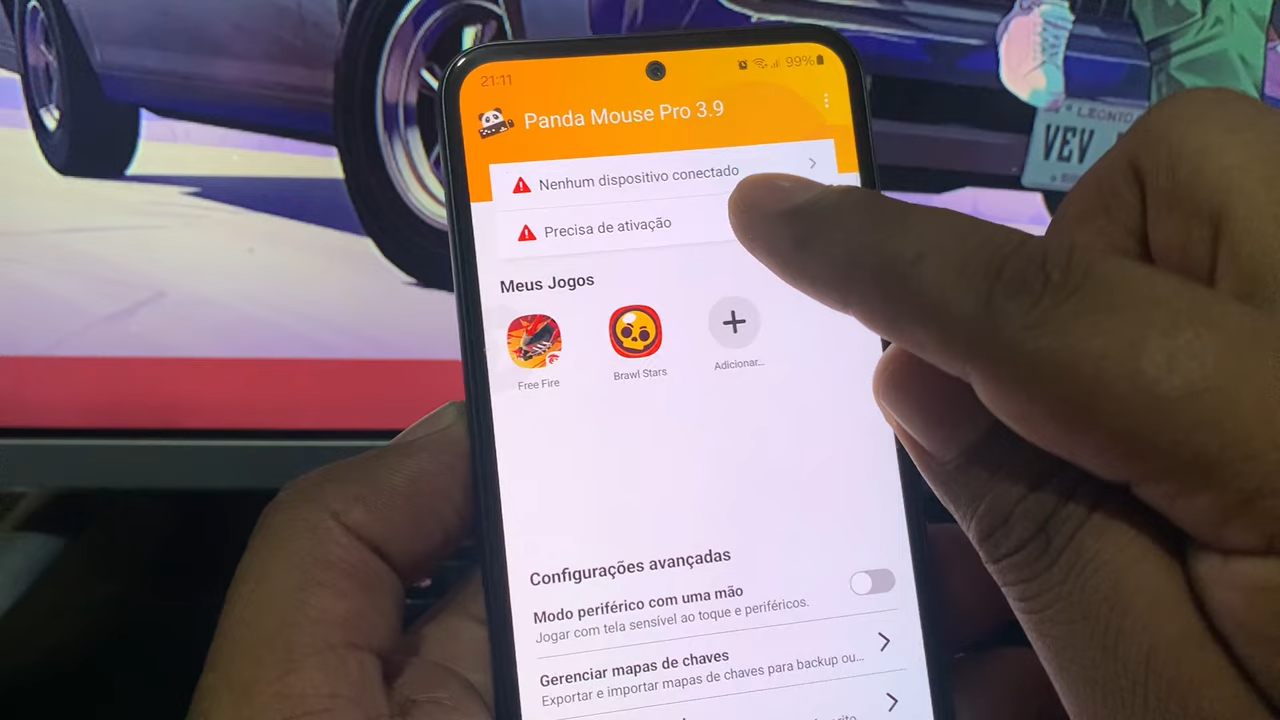 21:11
99%
Panda Mouse Pro 3.9
Nenhum dispositivo conectado
Precisa de ativação
Meus Jogos
Free Fire
Brawl Stars
Adicionar...
Configurações avançadas
Modo periférico com uma mão
Jogar com tela sensível ao toque e periféricos.
Gerenciar mapas de chaves
Exportar e importar mapas de chaves para backup ou...
LEONID
VEV